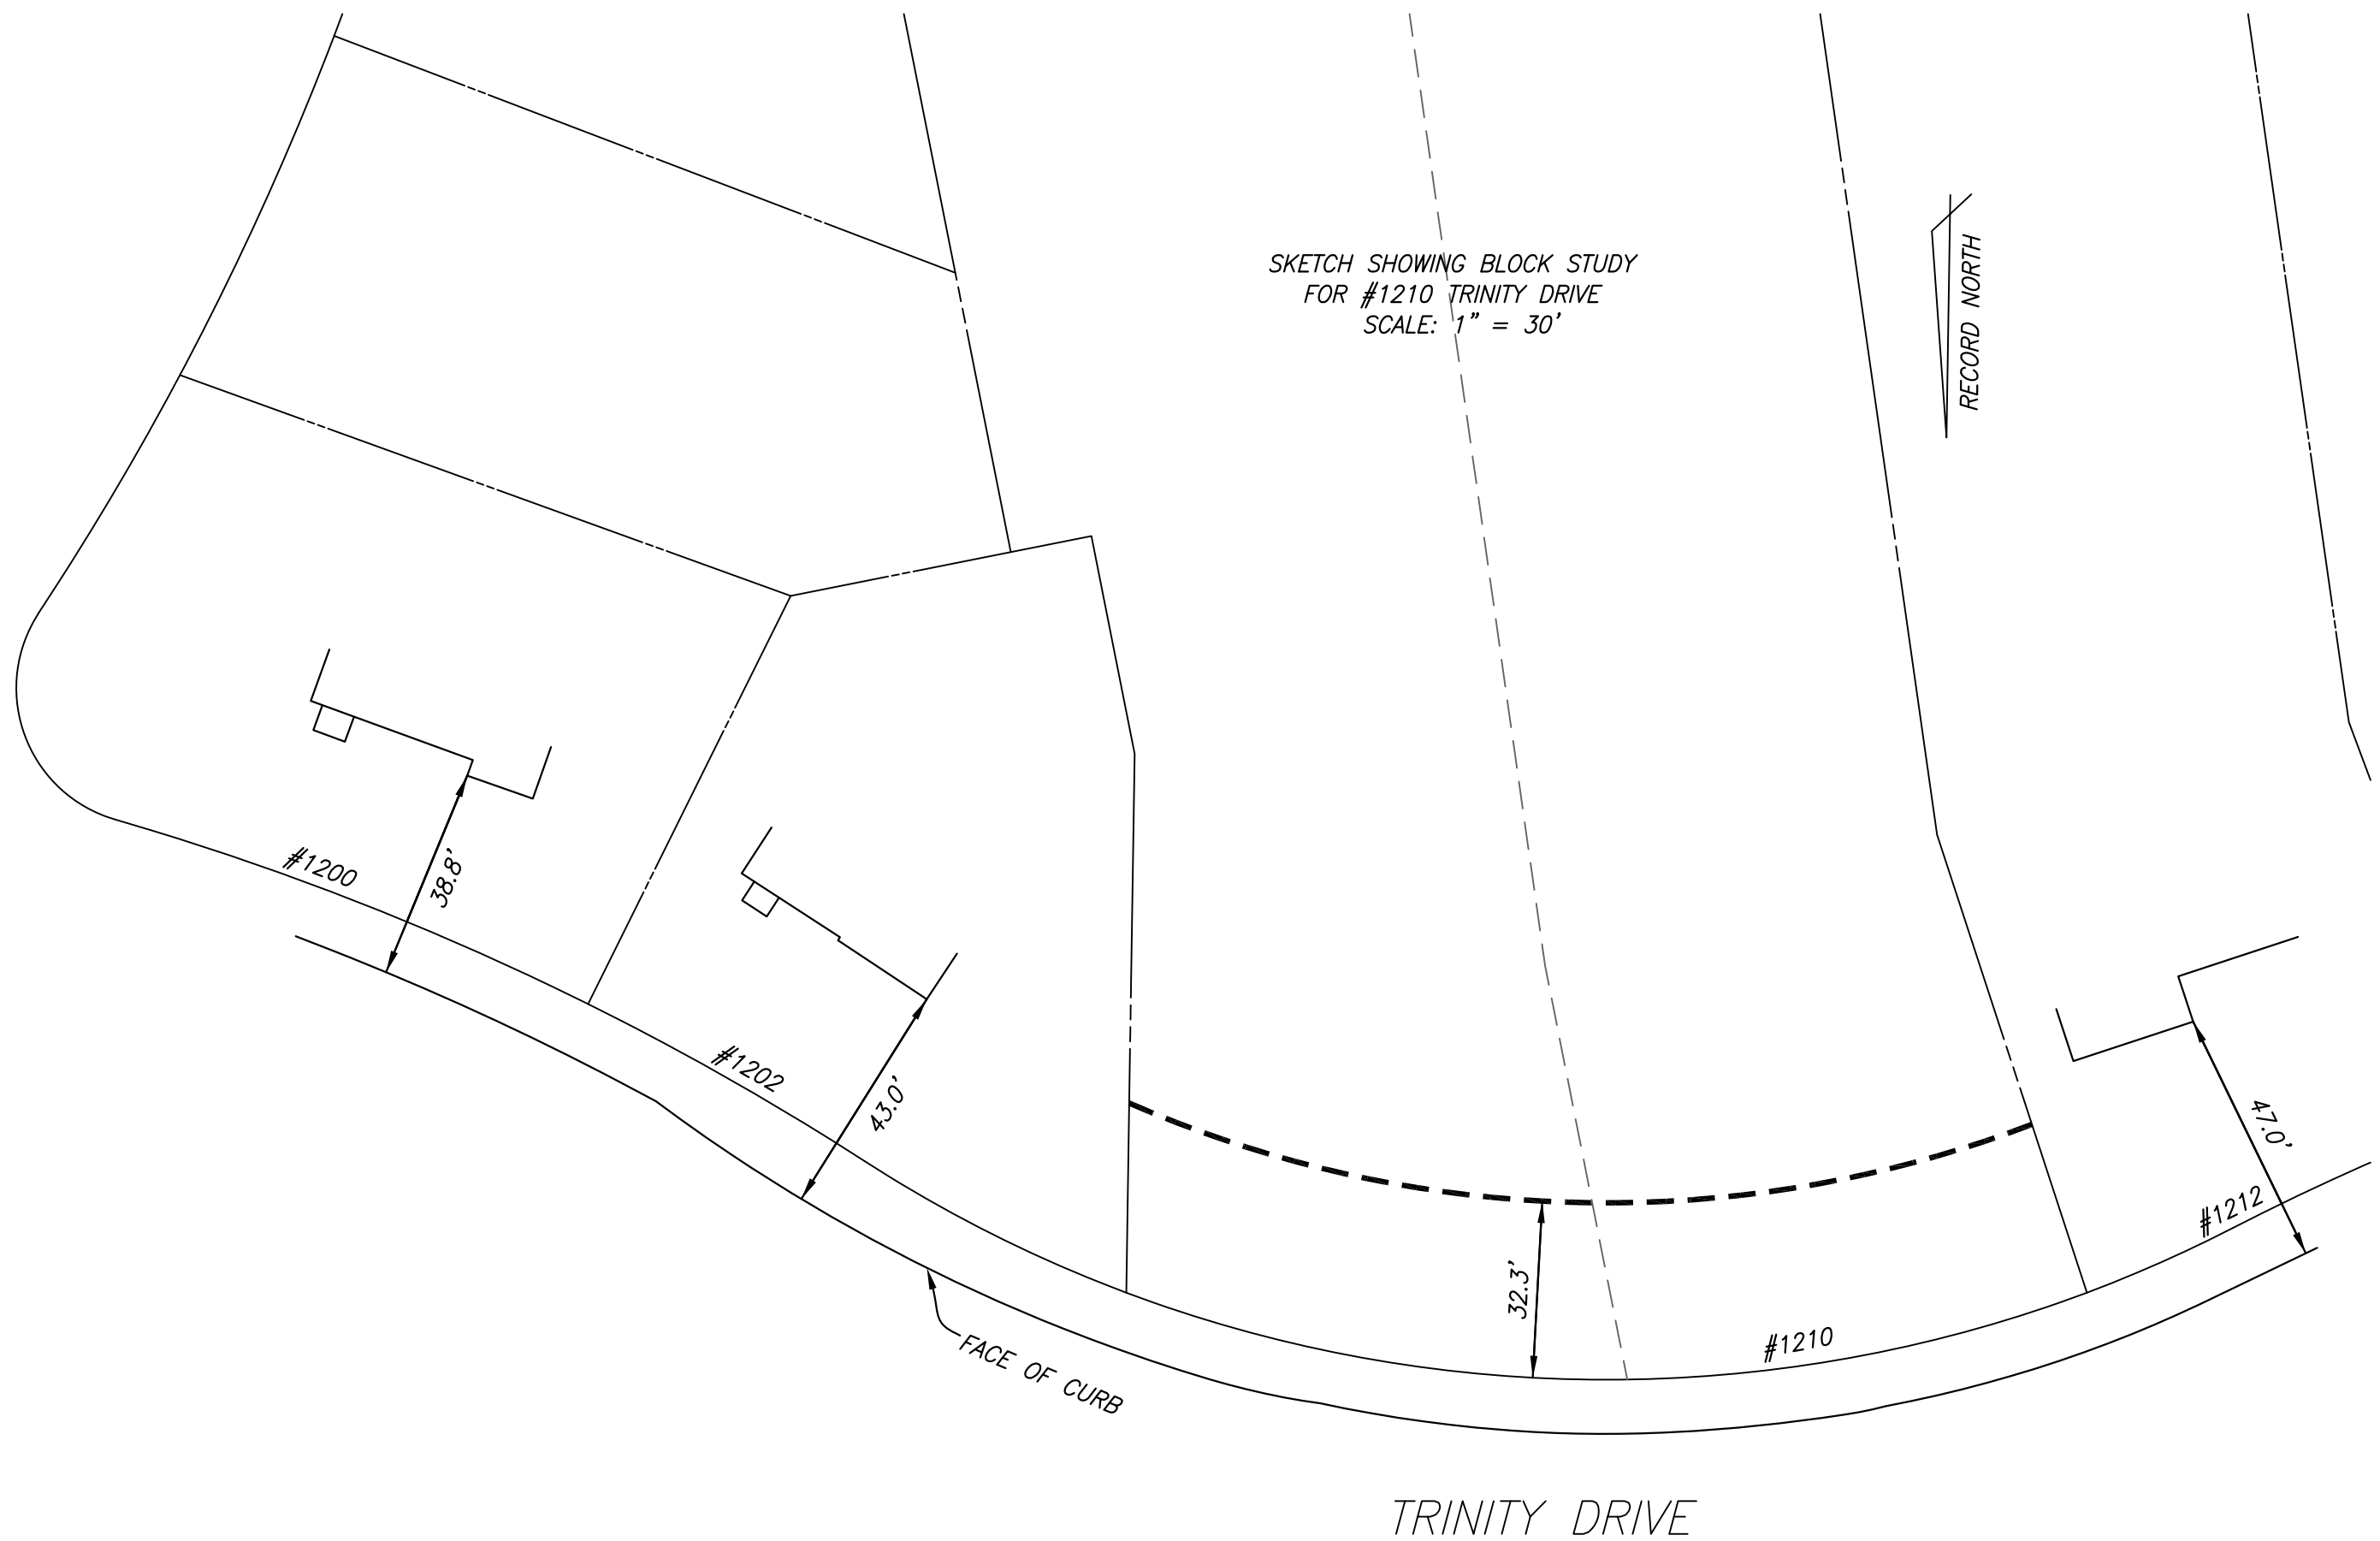 SKETCH SHOWING BLOCK STUDY
FOR #1210 TRINITY DRIVE
SCALE: 1" = 30'
RECORD NORTH
#1200
38.8'
#1202
43.0'
FACE OF CURB
32.3'
#1210
#1212
47.0'
TRINITY DRIVE